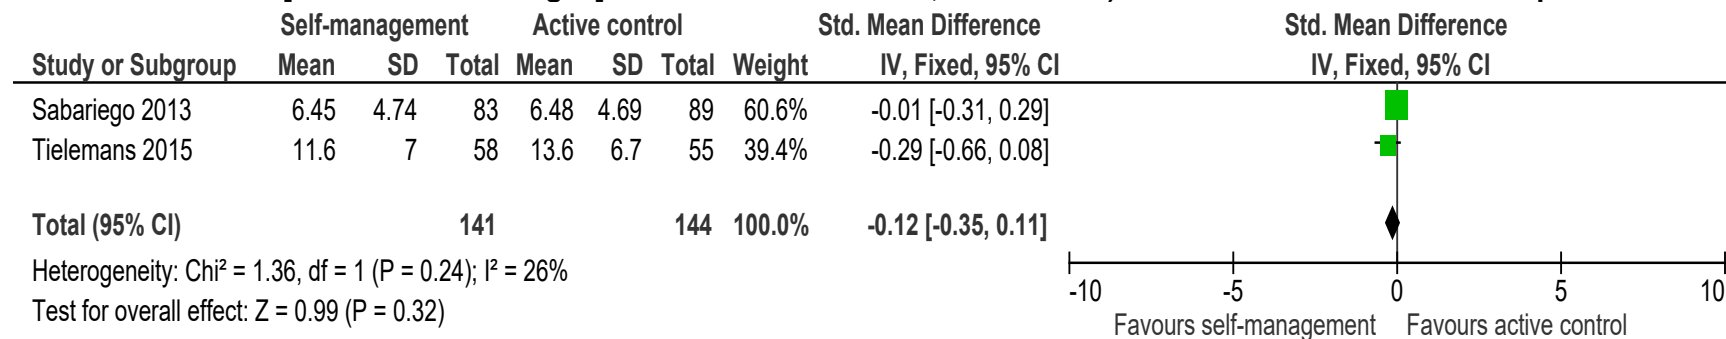 Self-management Active control Std. Mean Difference Std. Mean Difference
Study or Subgroup Mean SD Total Mean SD Total Weight IV, Fixed, 95% CI IV, Fixed, 95% CI
Sabariego 2013 6.45 4.74 83 6.48 4.69 89 60.6% -0.01 [-0.31, 0.29]
Tielemans 2015 11.6 7 58 13.6 6.7 55 39.4% -0.29 [-0.66, 0.08]
Total (95% CI) 141 144 100.0% -0.12 [-0.35, 0.11]
Heterogeneity: Chi² = 1.36, df = 1 (P = 0.24); I² = 26%
Test for overall effect: Z = 0.99 (P = 0.32)
-10 -5 0 5 10
Favours self-management Favours active control